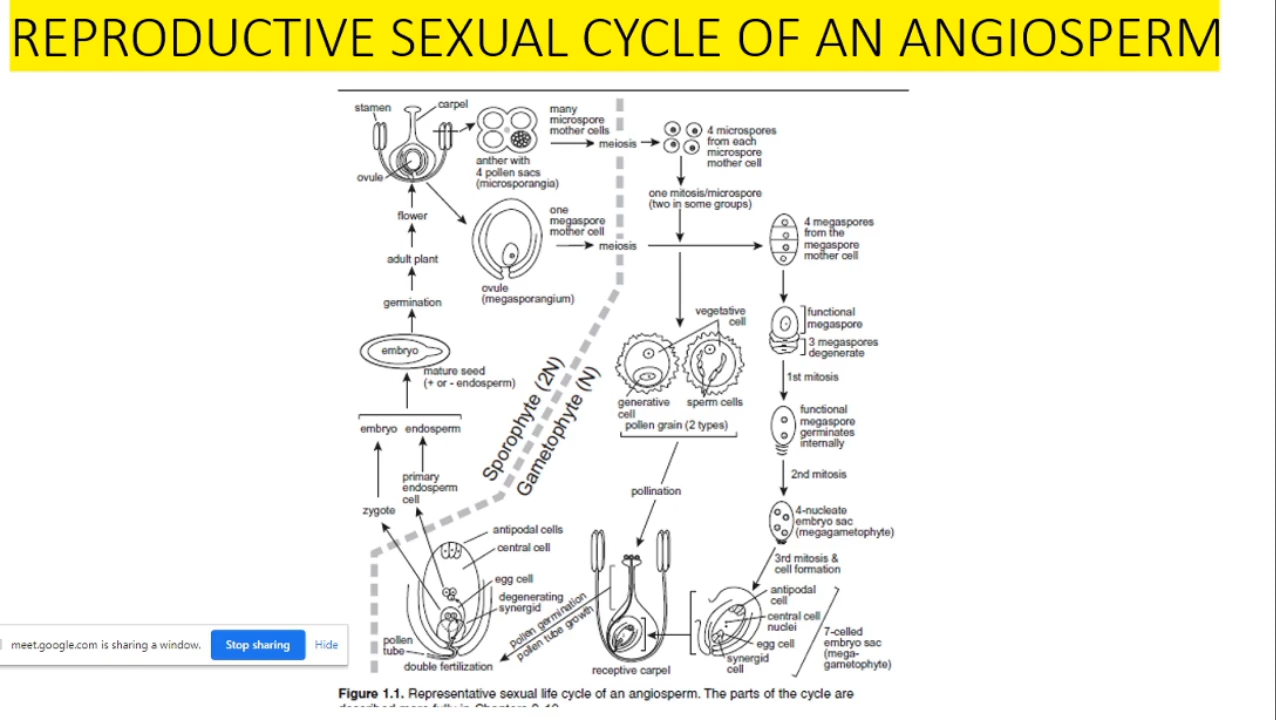 REPRODUCTIVE SEXUAL CYCLE OF AN ANGIOSPERM
stamen
carpel
ovule
anther with
4 pollen sacs
(microsporangia)
many
microspore
mother cells
meiosis
4 microspores
from each
microspore
mother cell
one mitosis/microspore
(two in some groups)
flower
adult plant
germination
embryo
mature seed
(+ or - endosperm)
one
megaspore
mother cell
meiosis
ovule
(megasporangium)
4 megaspores
from the
megaspore
mother cell
functional
megaspore
3 megaspores
degenerate
1st mitosis
functional
megaspore
germinates
internally
2nd mitosis
4-nucleate
embryo sac
(megagametophyte)
3rd mitosis &
cell formation
vegetative
cell
generative
cell
sperm cells
pollen grain (2 types)
pollination
Sporophyte (2N)
Gametophyte (N)
embryo
endosperm
primary
endosperm
cell
zygote
antipodal cells
central cell
egg cell
degenerating
synergid
pollen
tube
double fertilization
pollen germination
pollen tube growth
receptive carpel
antipodal
cell
central cell
nuclei
egg cell
synergid
cell
7-celled
embryo sac
(mega-
gametophyte)
meet.google.com is sharing a window.
Stop sharing
Hide
Figure 1.1. Representative sexual life cycle of an angiosperm. The parts of the cycle are